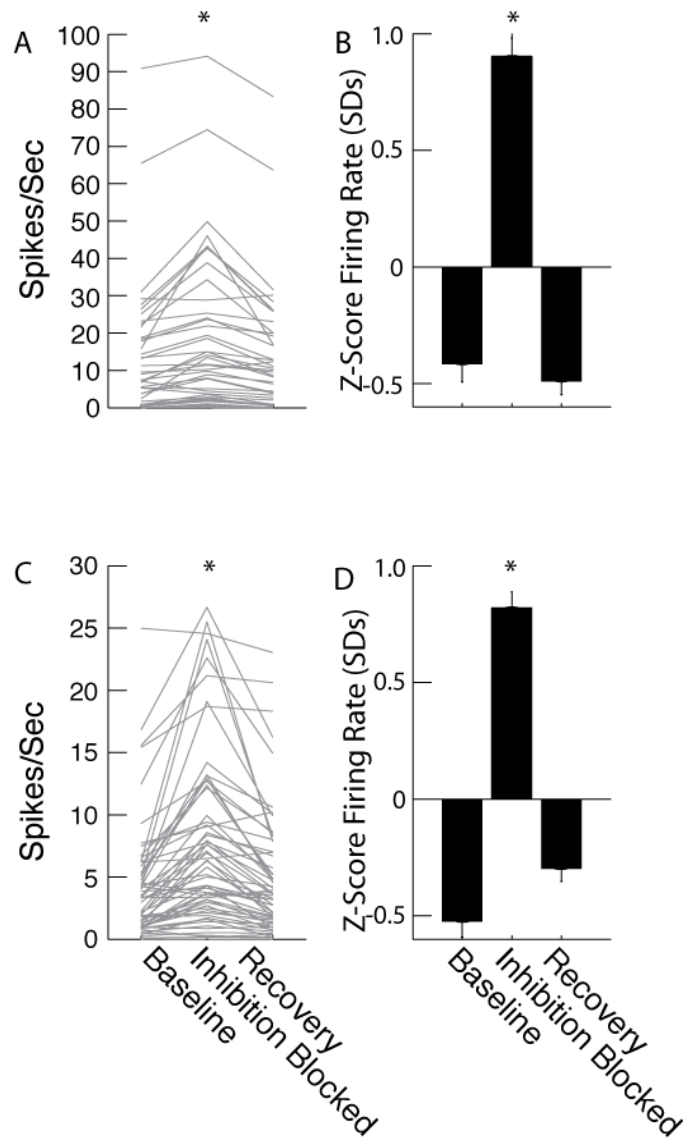 A
*
Spikes/Sec
100
90
80
70
60
50
40
30
20
10
0
B
*
Z-Score Firing Rate (SDs)
1.0
0.5
0
-0.5
C
*
Spikes/Sec
30
25
20
15
10
5
0
Baseline
Inhibition Blocked
Recovery
D
*
Z-Score Firing Rate (SDs)
1.0
0.5
0
-0.5
Baseline
Inhibition Blocked
Recovery